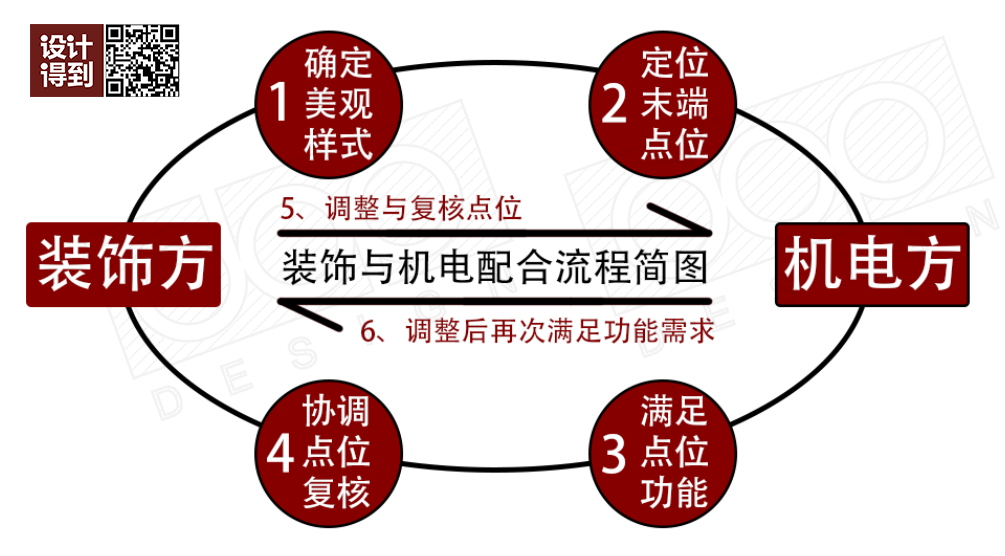 设计
得到
1
确定
美观
样式
2
定位
末端
点位
5、调整与复核点位
装饰方
装饰与机电配合流程简图
机电方
6、调整后再次满足功能需求
DESIGN
DESIGN
4
协调
点位
复核
3
满足
点位
功能